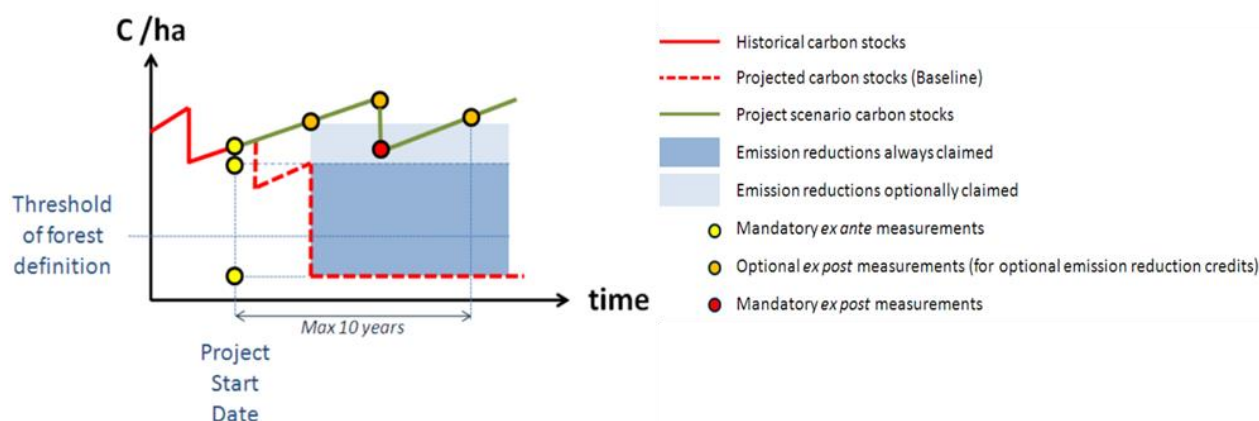 C /ha
Threshold
of forest
definition
time
Max 10 years
Project
Start
Date
Historical carbon stocks
Projected carbon stocks (Baseline)
Project scenario carbon stocks
Emission reductions always claimed
Emission reductions optionally claimed
Mandatory ex ante measurements
Optional ex post measurements (for optional emission reduction credits)
Mandatory ex post measurements